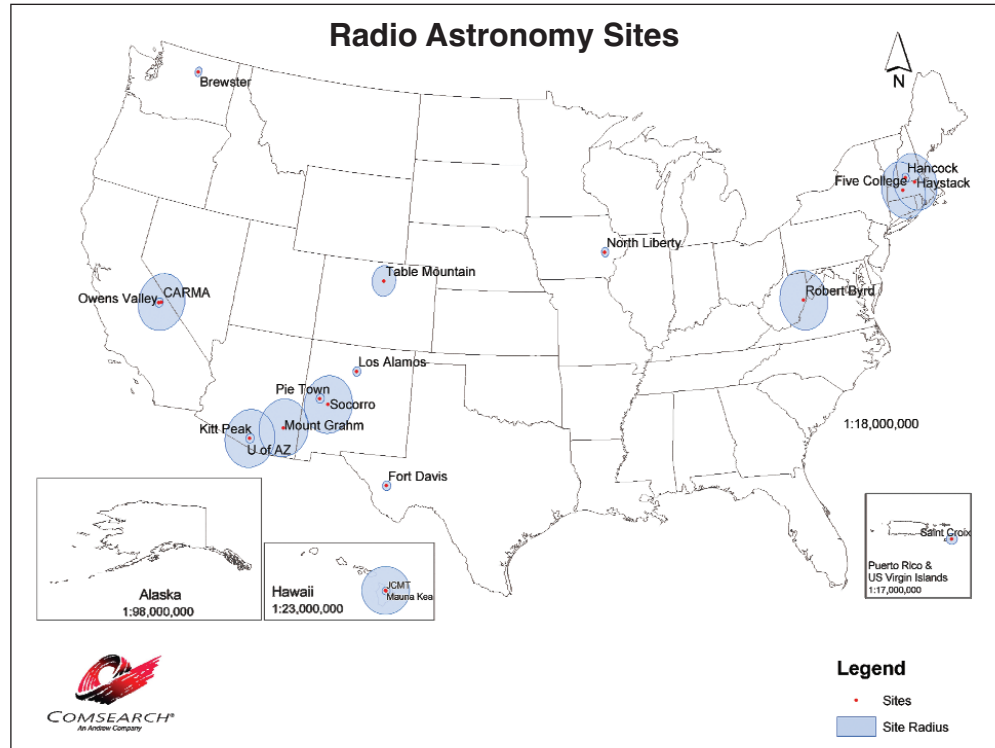 Radio Astronomy Sites
N
Brewster
Hancock
Five College
Haystack
North Liberty
Table Mountain
Robert Byrd
Owens Valley
CARMA
Los Alamos
Pie Town
Socorro
Kitt Peak
Mount Grahm
U of AZ
1:18,000,000
Fort Davis
Alaska
1:98,000,000
Hawaii
1:23,000,000
JCMT
Mauna Kea
Saint Croix
Puerto Rico &
US Virgin Islands
1:17,000,000
COMSEARCH®
An Andrew Company
Legend
Sites
Site Radius